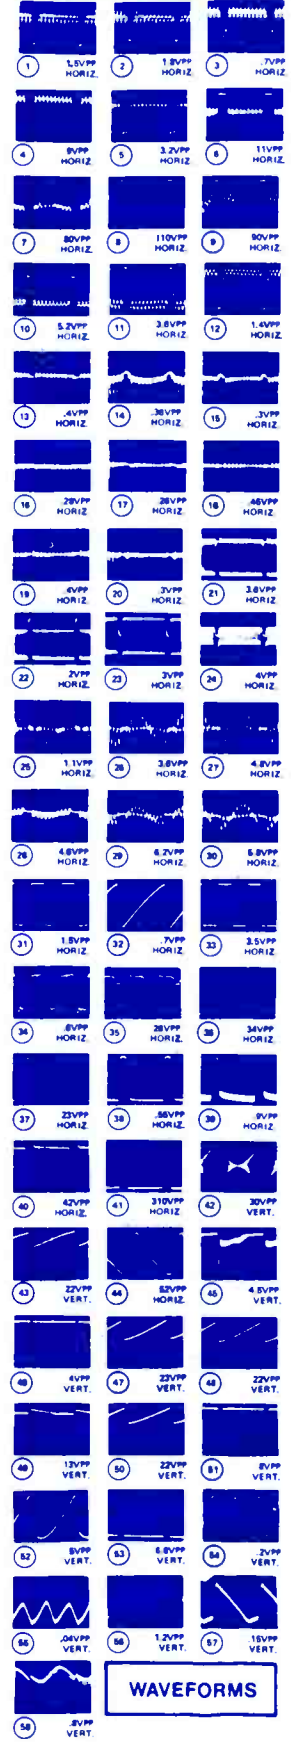 1 1.5VPP HORIZ.
2 1.8VPP HORIZ.
3 .7VPP HORIZ.
4 9VPP HORIZ.
5 3.2VPP HORIZ.
6 11VPP HORIZ.
7 80VPP HORIZ.
8 110VPP HORIZ.
9 90VPP HORIZ.
10 5.2VPP HORIZ.
11 3.6VPP HORIZ.
12 1.4VPP HORIZ.
13 .4VPP HORIZ.
14 .36VPP HORIZ.
15 .3VPP HORIZ.
16 .28VPP HORIZ.
17 .26VPP HORIZ.
18 .46VPP HORIZ.
19 .4VPP HORIZ.
20 .3VPP HORIZ.
21 3.6VPP HORIZ.
22 2VPP HORIZ.
23 3VPP HORIZ.
24 4VPP HORIZ.
25 1.1VPP HORIZ.
26 3.6VPP HORIZ.
27 4.8VPP HORIZ.
28 4.6VPP HORIZ.
29 6.2VPP HORIZ.
30 5.8VPP HORIZ.
31 1.5VPP HORIZ.
32 .7VPP HORIZ.
33 3.5VPP HORIZ.
34 .6VPP HORIZ.
35 28VPP HORIZ.
36 34VPP HORIZ.
37 23VPP HORIZ.
38 .55VPP HORIZ.
39 .9VPP HORIZ.
40 42VPP HORIZ.
41 310VPP HORIZ.
42 30VPP VERT.
43 22VPP VERT.
44 52VPP HORIZ.
45 4.5VPP VERT.
46 4VPP VERT.
47 23VPP VERT.
48 22VPP VERT.
49 13VPP VERT.
50 22VPP VERT.
51 8VPP VERT.
52 5VPP VERT.
53 6.8VPP VERT.
54 .2VPP VERT.
55 .04VPP VERT.
56 1.2VPP VERT.
57 .15VPP VERT.
58 .8VPP VERT.
WAVEFORMS